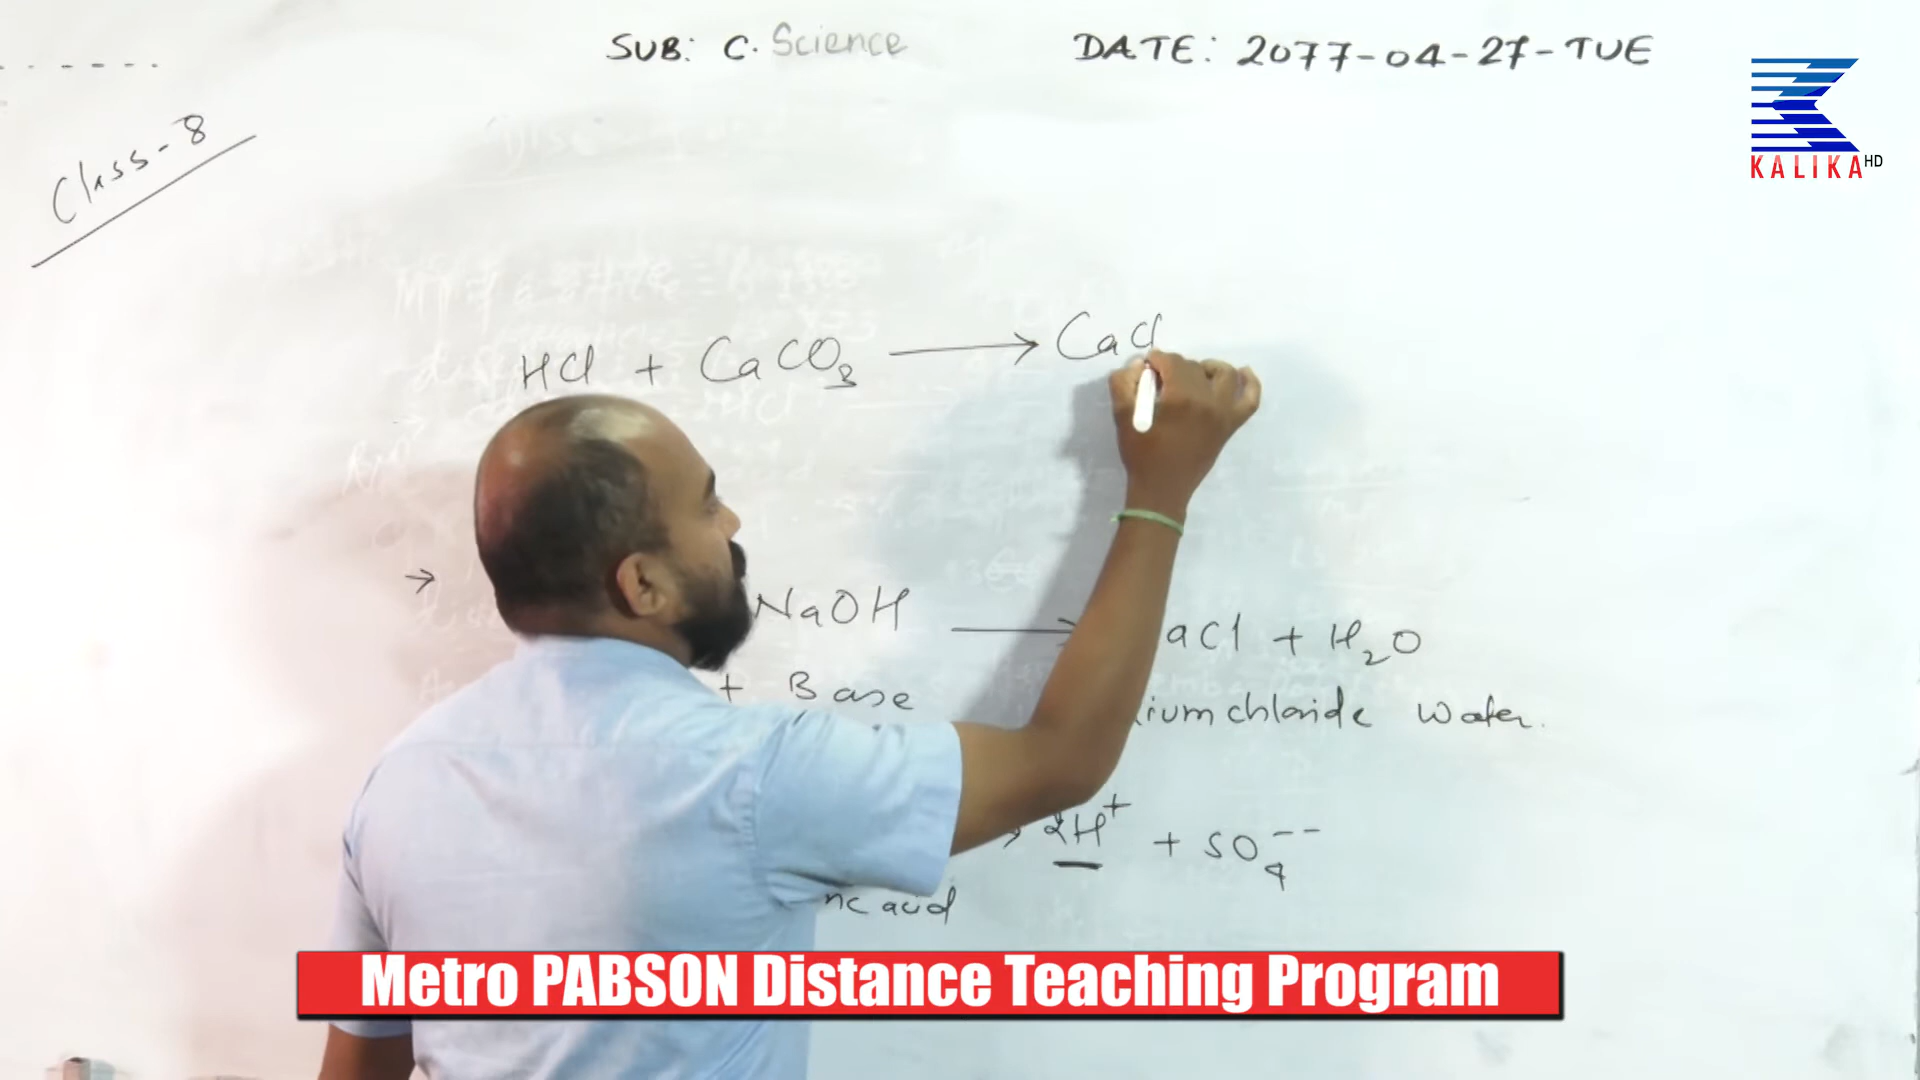 SUB: C. Science
DATE: 2077-04-27-TUE
KALIKA HD
Class-8
HCl + CaCO3 → CaCl
→
NaOH → aCl + H2O
+ Base
ium chloride water.
2H+ + SO4--
ric acid
Metro PABSON Distance Teaching Program